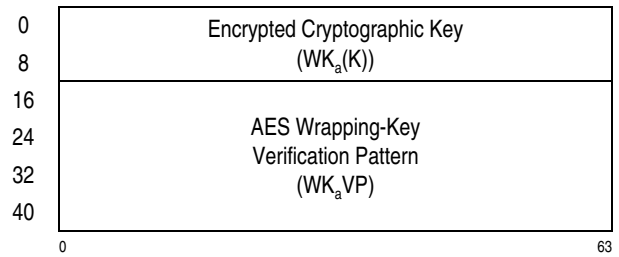 0
Encrypted Cryptographic Key
8
(WKₐ(K))
16
24
AES Wrapping-Key
Verification Pattern
32
(WKₐVP)
40
0 63